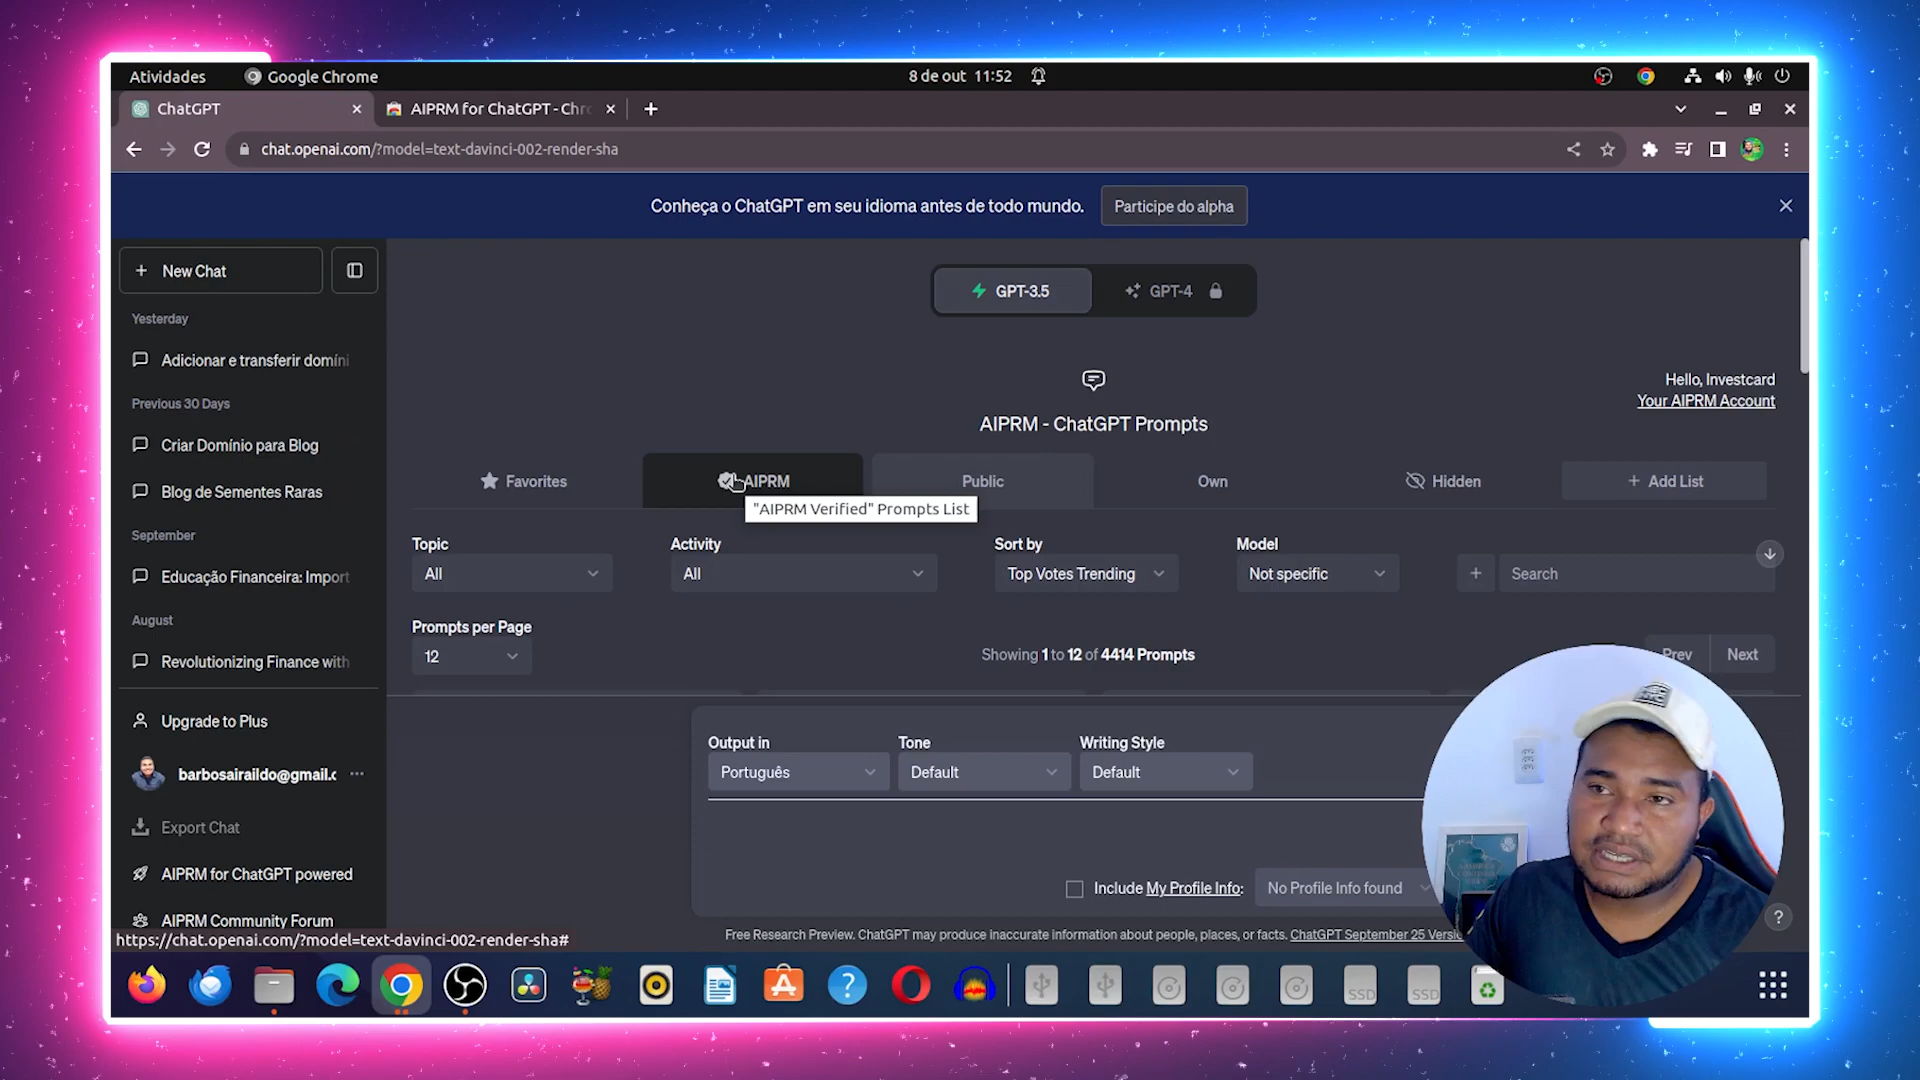 Atividades
Google Chrome
8 de out 11:52
ChatGPT
AIPRM for ChatGPT - Chr
chat.openai.com/?model=text-davinci-002-render-sha
Conheça o ChatGPT em seu idioma antes de todo mundo.
Participe do alpha
New Chat
GPT-3.5
GPT-4
Yesterday
Adicionar e transferir domíni
Previous 30 Days
Criar Domínio para Blog
Blog de Sementes Raras
September
Educação Financeira: Import
August
Revolutionizing Finance with
Upgrade to Plus
barbosairaildo@gmail.c
Export Chat
AIPRM for ChatGPT powered
AIPRM Community Forum
https://chat.openai.com/?model=text-davinci-002-render-sha#
Hello, Investcard
Your AIPRM Account
AIPRM - ChatGPT Prompts
Favorites
AIPRM
Public
Own
Hidden
+ Add List
"AIPRM Verified" Prompts List
Topic
All
Activity
All
Sort by
Top Votes Trending
Model
Not specific
Search
Prompts per Page
12
Showing 1 to 12 of 4414 Prompts
Prev
Next
Output in
Português
Tone
Default
Writing Style
Default
Include My Profile Info:
No Profile Info found
Free Research Preview. ChatGPT may produce inaccurate information about people, places, or facts. ChatGPT September 25 Versi
SSD
SSD